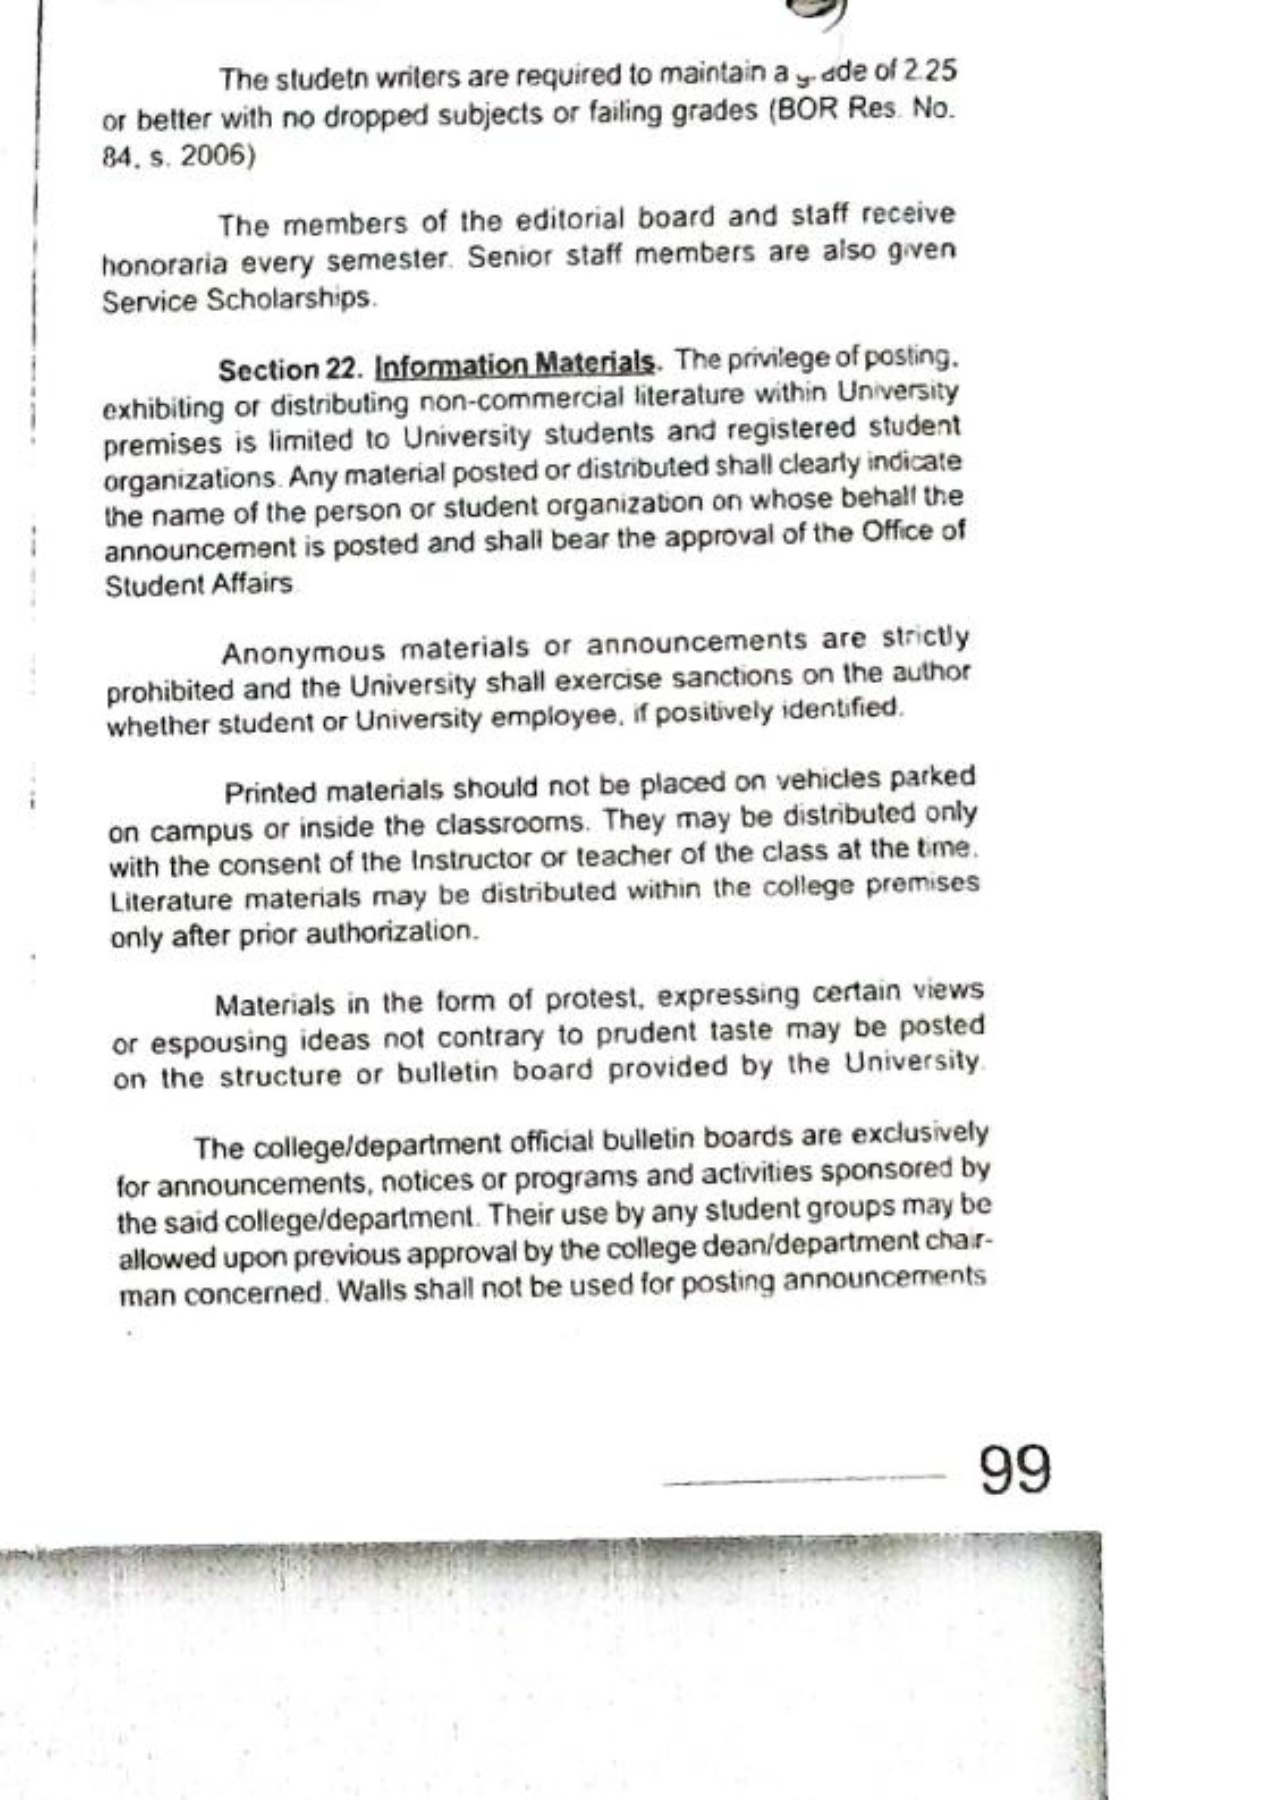 The studetn writers are required to maintain a of 2.25
or better with no dropped subjects or failing grades (BOR Res. No.
84, s. 2006)
The members of the editorial board and staff receive
honoraria every semester. Senior staff members are also given
Service Scholarships.
Section 22. Information Materials. The privilege of posting,
exhibiting or distributing non-commercial literature within University
premises is limited to University students and registered student
organizations. Any material posted or distributed shall clearly indicate
the name of the person or student organization on whose behalf the
announcement is posted and shall bear the approval of the Office of
Student Affairs
Anonymous materials or announcements are strictly
prohibited and the University shall exercise sanctions on the author
whether student or University employee, if positively identified.
Printed materials should not be placed on vehicles parked
on campus or inside the classrooms. They may be distributed only
with the consent of the Instructor or teacher of the class at the time.
Literature materials may be distributed within the college premises
only after prior authorization.
Materials in the form of protest, expressing certain views
or espousing ideas not contrary to prudent taste may be posted
on the structure or bulletin board provided by the University.
The college/department official bulletin boards are exclusively
for announcements, notices or programs and activities sponsored by
the said college/department. Their use by any student groups may be
allowed upon previous approval by the college dean/department chair-
man concerned. Walls shall not be used for posting announcements
99